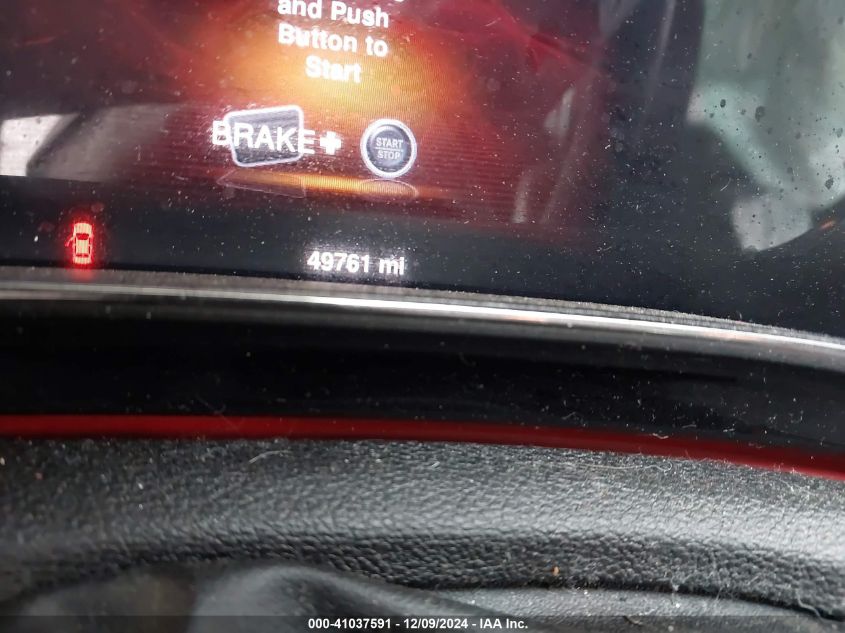 and Push
Button to
Start
BRAKE+
START
STOP
49761 mi
000-41037591 - 12/09/2024 - IAA Inc.